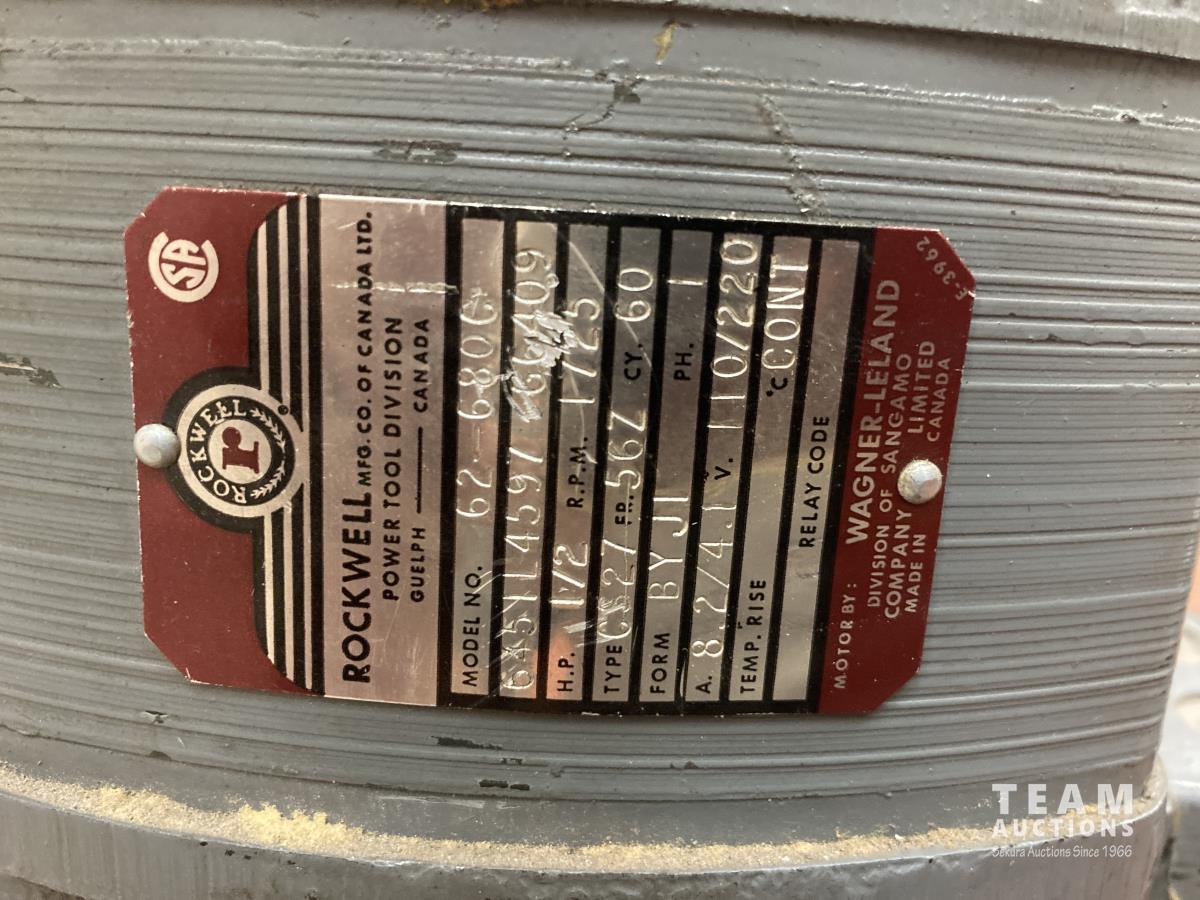 CSA
ROCKWELL
r
ROCKWELL MFG. CO. OF CANADA LTD.
POWER TOOL DIVISION
GUELPH — CANADA
MODEL NO. 62-680C
6451L4597
H.P. 1/2 R.P.M. 1725
TYPE FR. 56Z CY. 60
FORM BYJ1 PH. 1
A. 8.2/4.1 V. 110/220
TEMP. RISE °C CONT
RELAY CODE
MOTOR BY: WAGNER-LELAND
DIVISION OF SANGAMO
COMPANY LIMITED
MADE IN CANADA
E-3962
TEAM
AUCTIONS
Sekura Auctions Since 1966